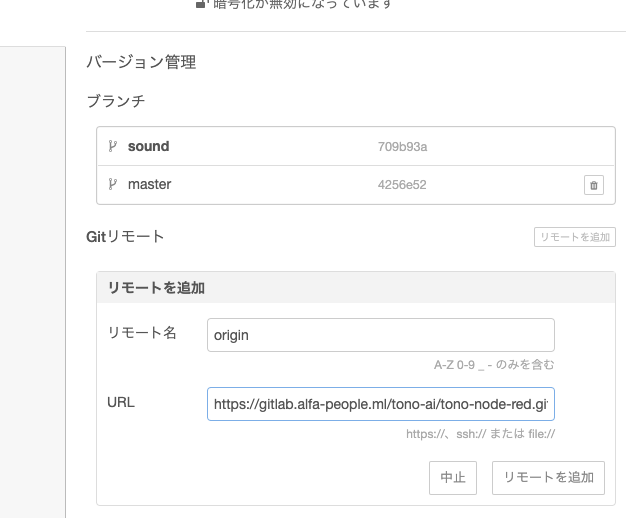 暗号化が無効になっています
バージョン管理
ブランチ
sound 709b93a
master 4256e52
Gitリモート リモートを追加
リモートを追加
リモート名 origin
A-Z 0-9 _ - のみを含む
URL https://gitlab.alfa-people.ml/tono-ai/tono-node-red.gi
https://、ssh:// または file://
中止 リモートを追加